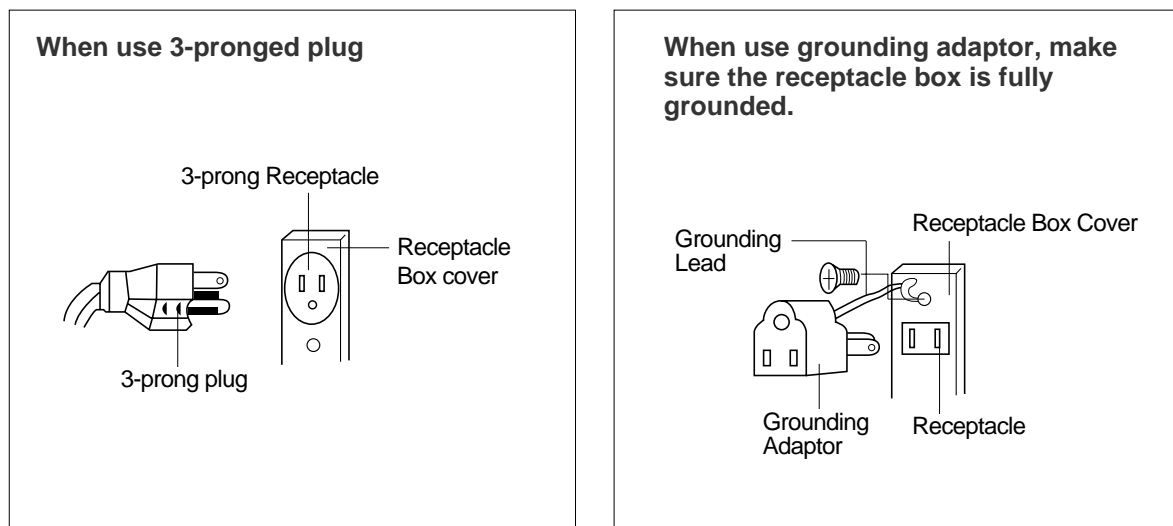 When use 3-pronged plug
3-prong Receptacle
Receptacle
Box cover
3-prong plug
When use grounding adaptor, make
sure the receptacle box is fully
grounded.
Grounding
Lead
Receptacle Box Cover
Grounding
Adaptor
Receptacle